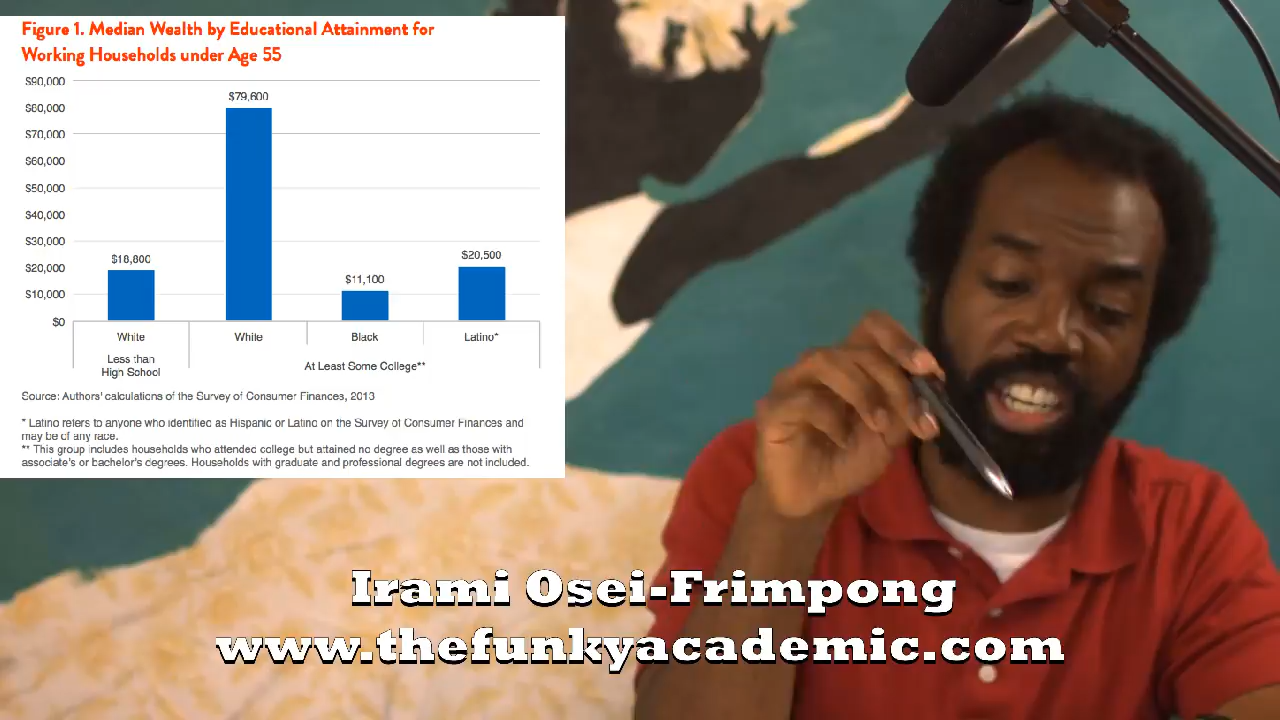 Figure 1. Median Wealth by Educational Attainment for
Working Households under Age 55
$90,000
$80,000
$70,000
$60,000
$50,000
$40,000
$30,000
$20,000
$10,000
$0
$18,800
$79,600
$11,100
$20,500
White
White
Black
Latino*
Less than
High School
At Least Some College**
Source: Authors' calculations of the Survey of Consumer Finances, 2013
* Latino refers to anyone who identified as Hispanic or Latino on the Survey of Consumer Finances and
may be of any race.
** This group includes households who attended college but attained no degree as well as those with
associate's or bachelor's degrees. Households with graduate and professional degrees are not included.
Irami Osei-Frimpong
www.thefunkyacademic.com